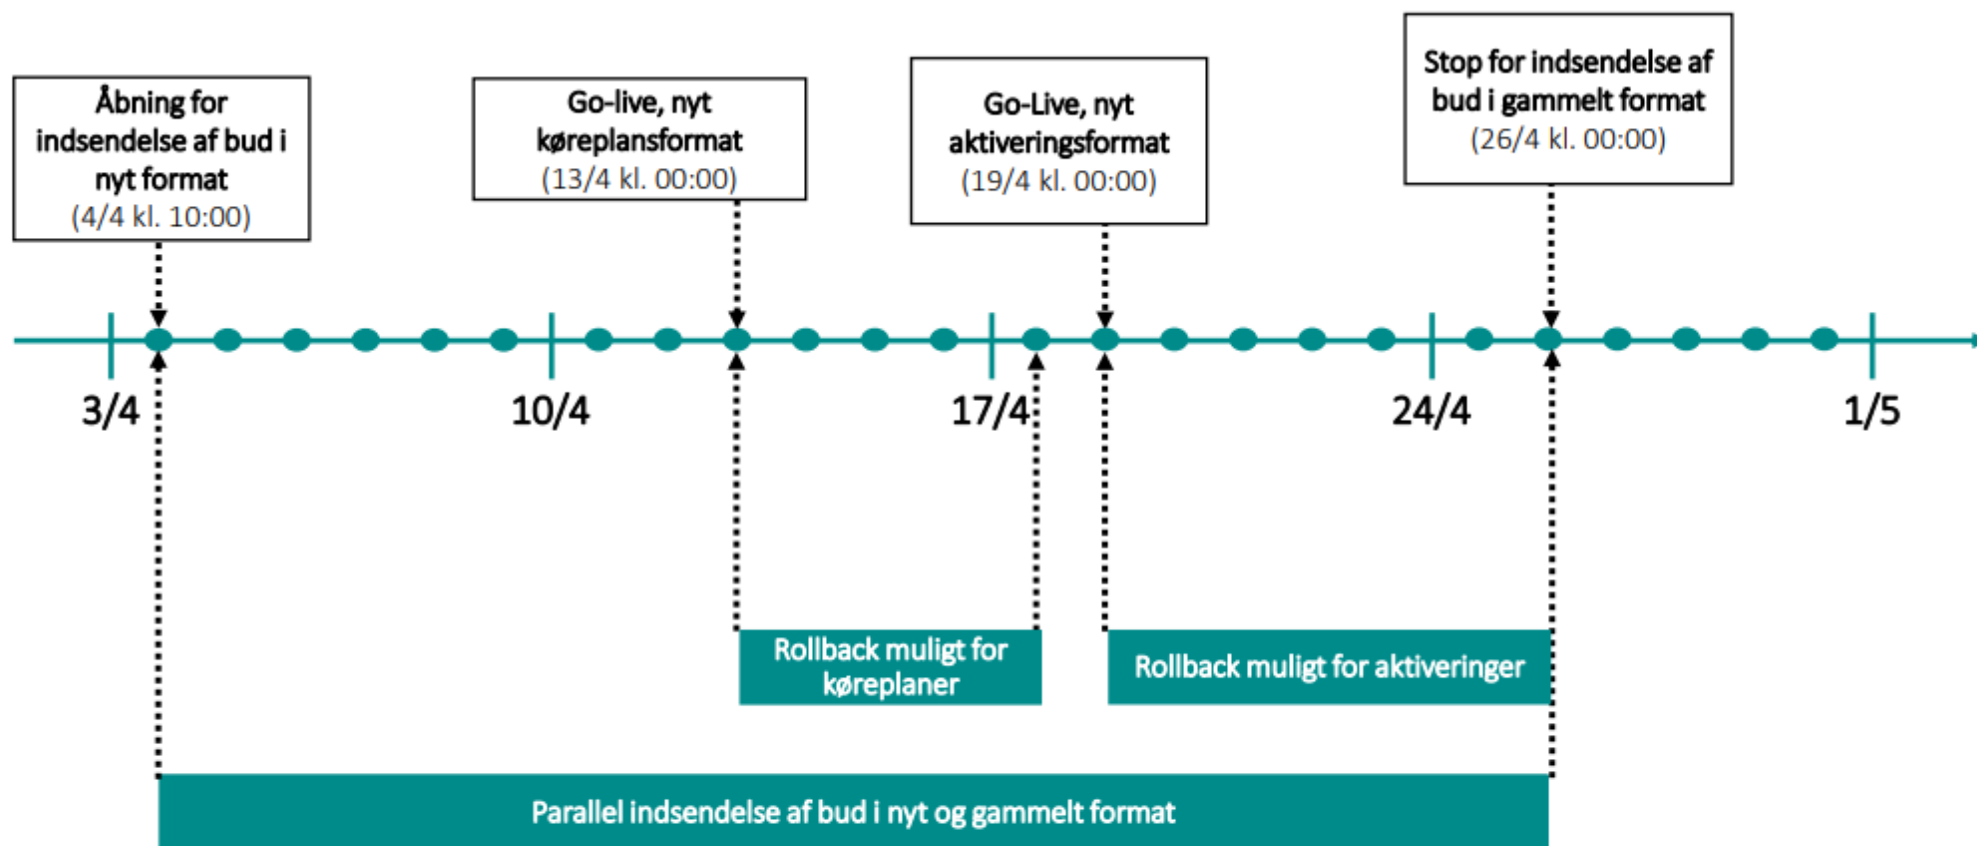 Åbning for
indsendelse af bud i
nyt format
(4/4 kl. 10:00)
Go-live, nyt
køreplansformat
(13/4 kl. 00:00)
Go-Live, nyt
aktiveringsformat
(19/4 kl. 00:00)
Stop for indsendelse af
bud i gammelt format
(26/4 kl. 00:00)
3/4
10/4
17/4
24/4
1/5
Rollback muligt for
køreplaner
Rollback muligt for aktiveringer
Parallel indsendelse af bud i nyt og gammelt format